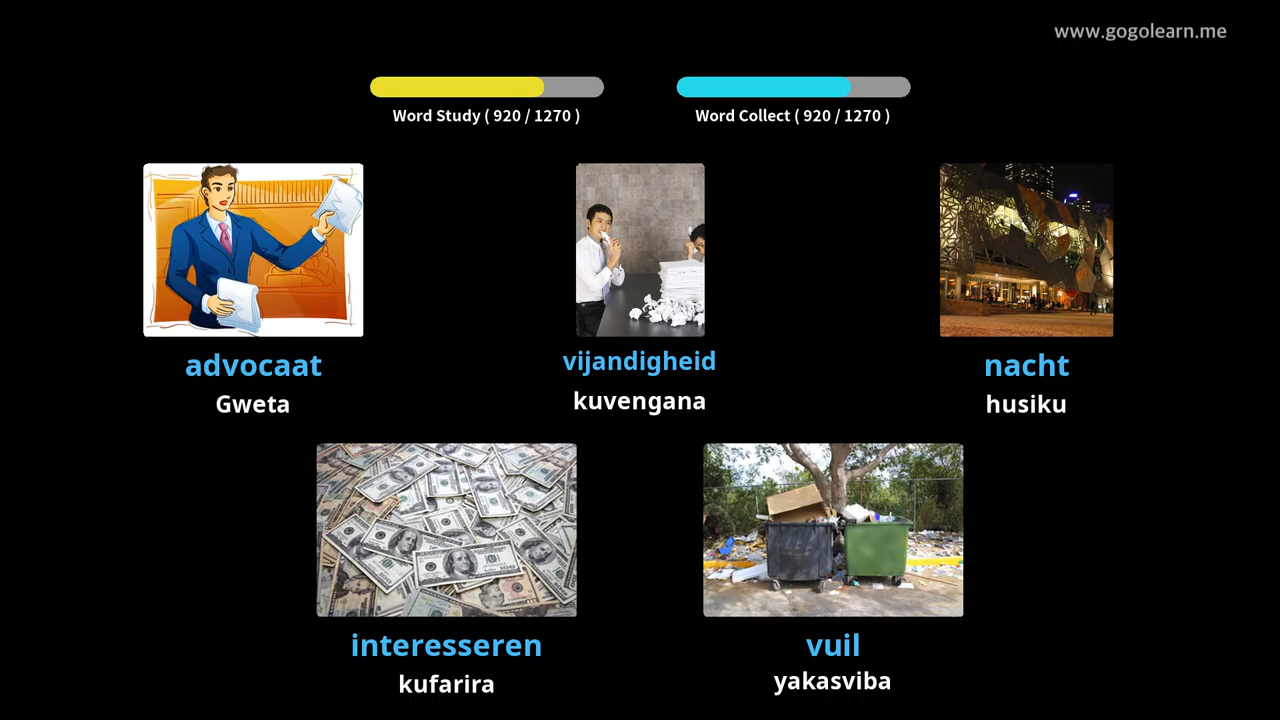 www.gogolearn.me
Word Study ( 920 / 1270 )
Word Collect ( 920 / 1270 )
advocaat
Gweta
vijandigheid
kuvengana
nacht
husiku
interesseren
kufarira
vuil
yakasviba